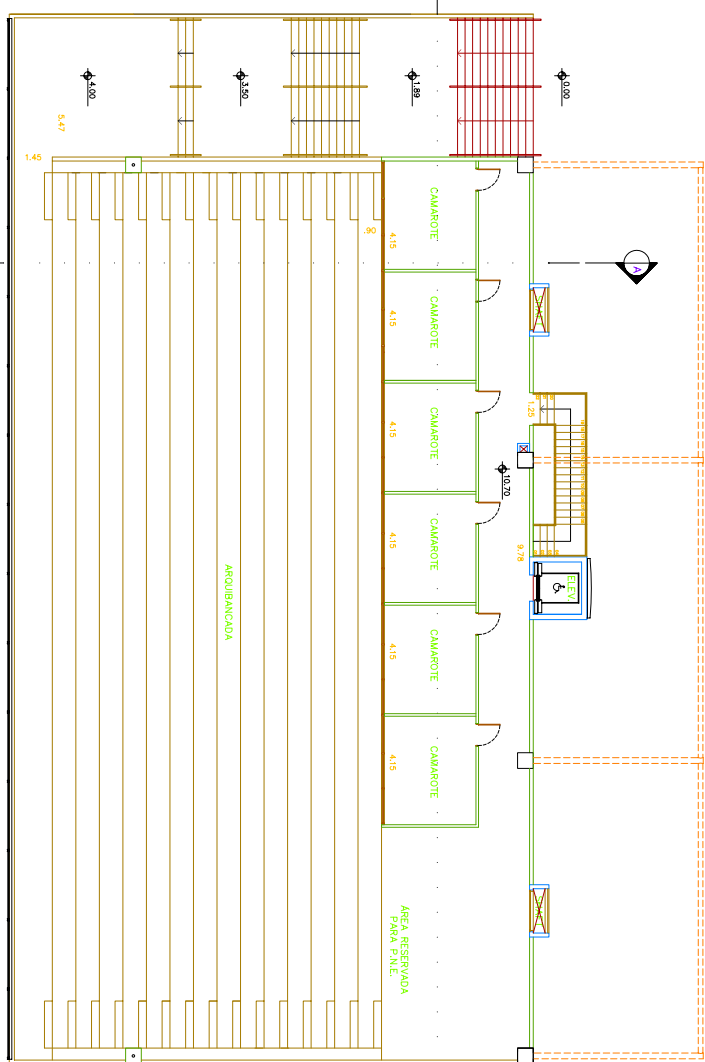 4.00
3.50
1.89
0.00
5.47
1.45
.90
CAMAROTE
CAMAROTE
CAMAROTE
CAMAROTE
CAMAROTE
CAMAROTE
4.15
4.15
4.15
4.15
4.15
4.15
A
1.25
10.70
9.78
ELEV.
ARQUIBANCADA
ÁREA RESERVADA
PARA P.N.E.